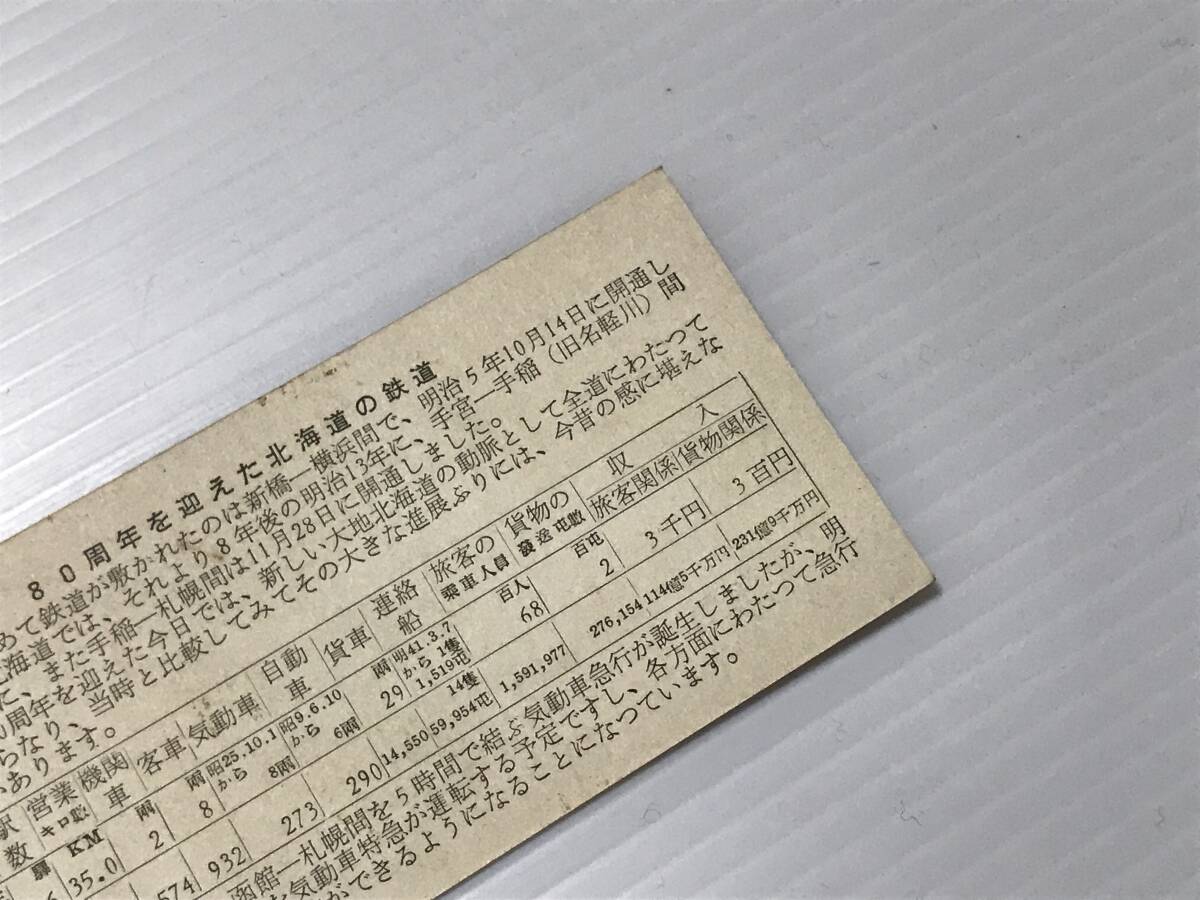 80周年を迎えた北海道の鉄道
めて鉄道が敷かれたのは新橋―横浜間で、明治5年10月14日に開通し
海道では、それより8年後の明治13年に、手宮―手稲（旧名軽川）間
に、また手稲―札幌間は11月28日に開通しました。
0周年を迎えた今日では、新しい大地北海道の動脈として全道にわたつて
らなり、当時と比較してみてその大きな進展ぶりには、今昔の感に堪えな
あります。
駅数 営業キロ数 機関車 客車 気動車 自動車 貨車 連絡船 旅客の乗車人員 貨物の発送屯数 収入 旅客関係 貨物関係
KM 35.0 両 2 両 8 昭25.10.1から 8両 昭9.6.10から 6両 両 29 明41.3.7から 1隻 1,519屯 百人 68 百屯 2 3千円 3百円
574 932 273 290 14,550 14隻 59,954屯 1,591,977 276,154 114億5千万円 231億9千万円
函館―札幌間を5時間で結ぶ気動車急行が誕生しましたが、明
気動車特急が運転する予定ですし、各方面にわたつて急行
ができるようになることになつています。